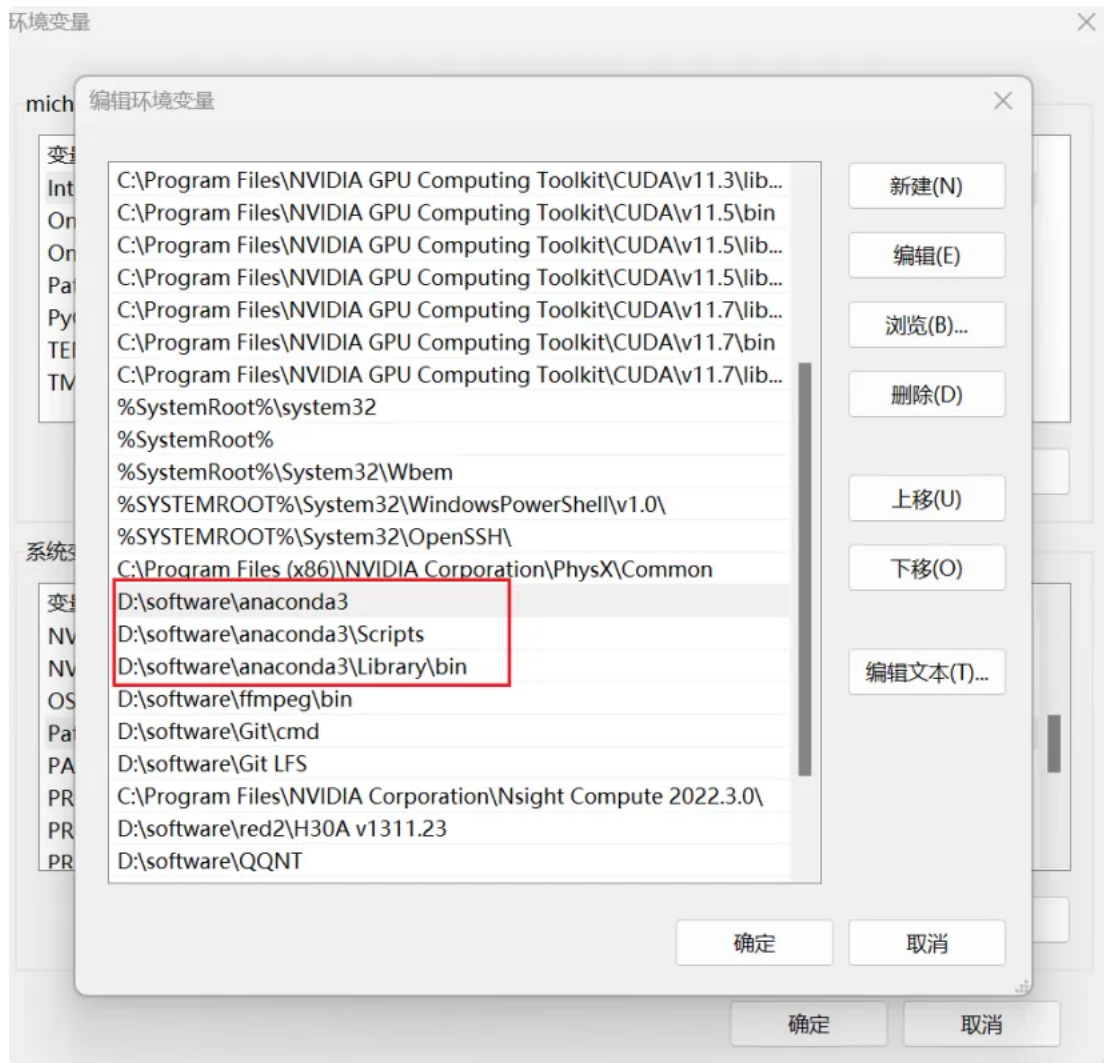 环境变量
mich
编辑环境变量
变量
Int
On
On
Pat
Py
TEM
TM
C:\Program Files\NVIDIA GPU Computing Toolkit\CUDA\v11.3\lib...
C:\Program Files\NVIDIA GPU Computing Toolkit\CUDA\v11.5\bin
C:\Program Files\NVIDIA GPU Computing Toolkit\CUDA\v11.5\lib...
C:\Program Files\NVIDIA GPU Computing Toolkit\CUDA\v11.5\lib...
C:\Program Files\NVIDIA GPU Computing Toolkit\CUDA\v11.7\lib...
C:\Program Files\NVIDIA GPU Computing Toolkit\CUDA\v11.7\bin
C:\Program Files\NVIDIA GPU Computing Toolkit\CUDA\v11.7\lib...
%SystemRoot%\system32
%SystemRoot%
%SystemRoot%\System32\Wbem
%SYSTEMROOT%\System32\WindowsPowerShell\v1.0\
%SYSTEMROOT%\System32\OpenSSH\
C:\Program Files (x86)\NVIDIA Corporation\PhysX\Common
D:\software\anaconda3
D:\software\anaconda3\Scripts
D:\software\anaconda3\Library\bin
D:\software\ffmpeg\bin
D:\software\Git\cmd
D:\software\Git LFS
C:\Program Files\NVIDIA Corporation\Nsight Compute 2022.3.0\
D:\software\red2\H30A v1311.23
D:\software\QQNT
新建(N)
编辑(E)
浏览(B)...
删除(D)
上移(U)
下移(O)
编辑文本(T)...
确定
取消
系统变
变量
NV
NV
OS
Pat
PA
PR
PR
PR
确定
取消